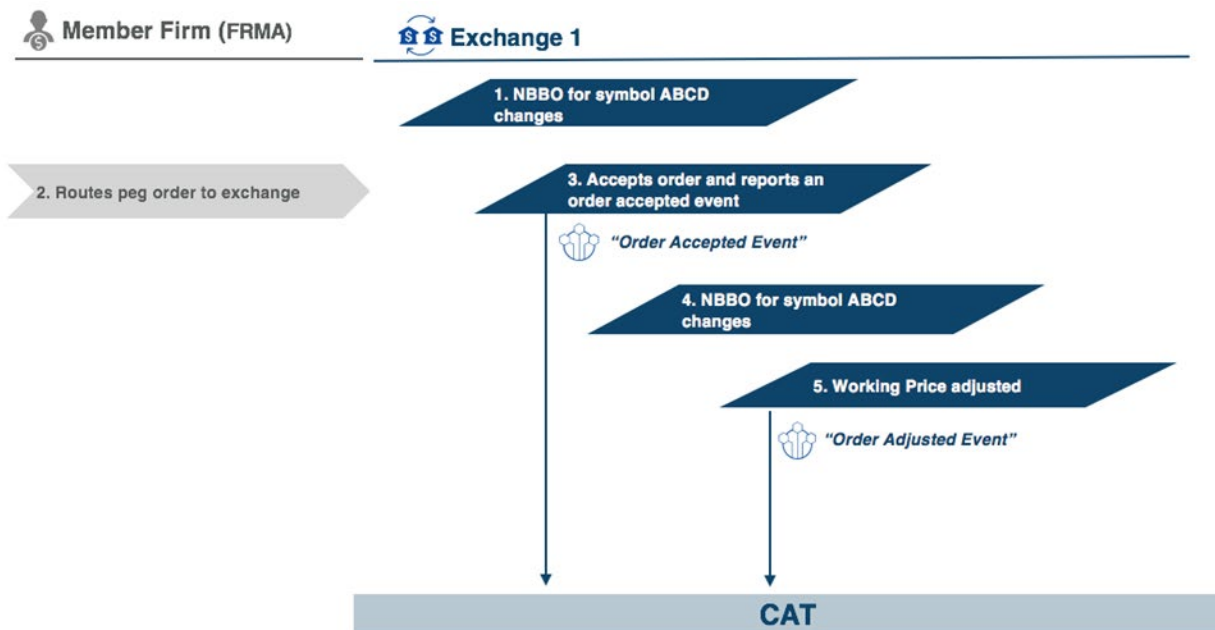 Member Firm (FRMA)
Exchange 1
1. NBBO for symbol ABCD
changes
2. Routes peg order to exchange
3. Accepts order and reports an
order accepted event
“Order Accepted Event”
4. NBBO for symbol ABCD
changes
5. Working Price adjusted
“Order Adjusted Event”
CAT